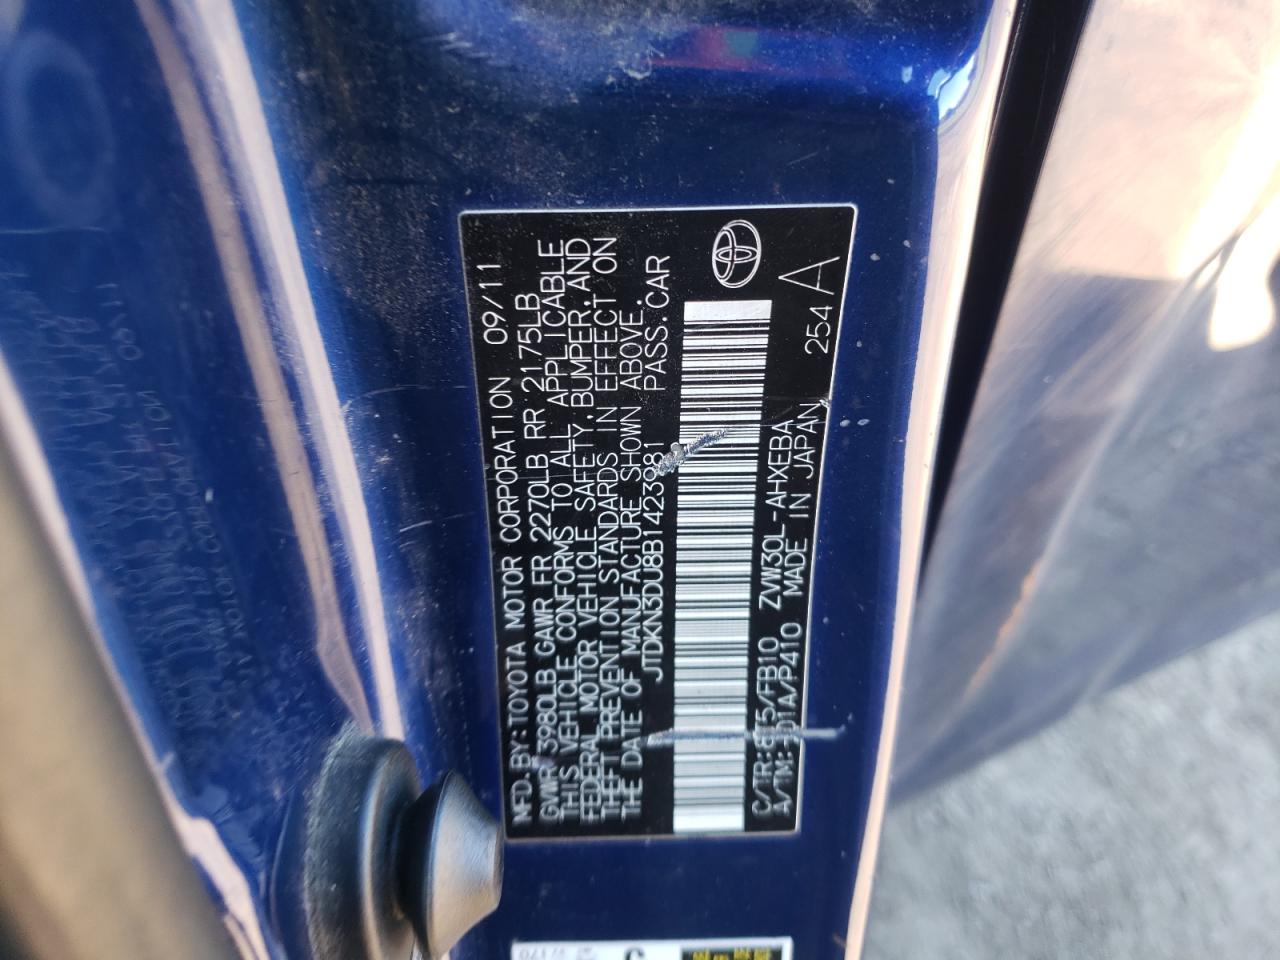 MFD.BY:TOYOTA MOTOR CORPORATION 09/11
GVWR 3980LB GAWR FR 2270LB RR 2175LB
THIS VEHICLE CONFORMS TO ALL APPLICABLE
FEDERAL MOTOR VEHICLE SAFETY,BUMPER,AND
THEFT PREVENTION STANDARDS IN EFFECT ON
THE DATE OF MANUFACTURE SHOWN ABOVE.
JTDKN3DU8B1423981 PASS.CAR
C/TR:8T5/FB10 ZVW30L-AHXEBA
A/TM: P410 MADE IN JAPAN
254 A